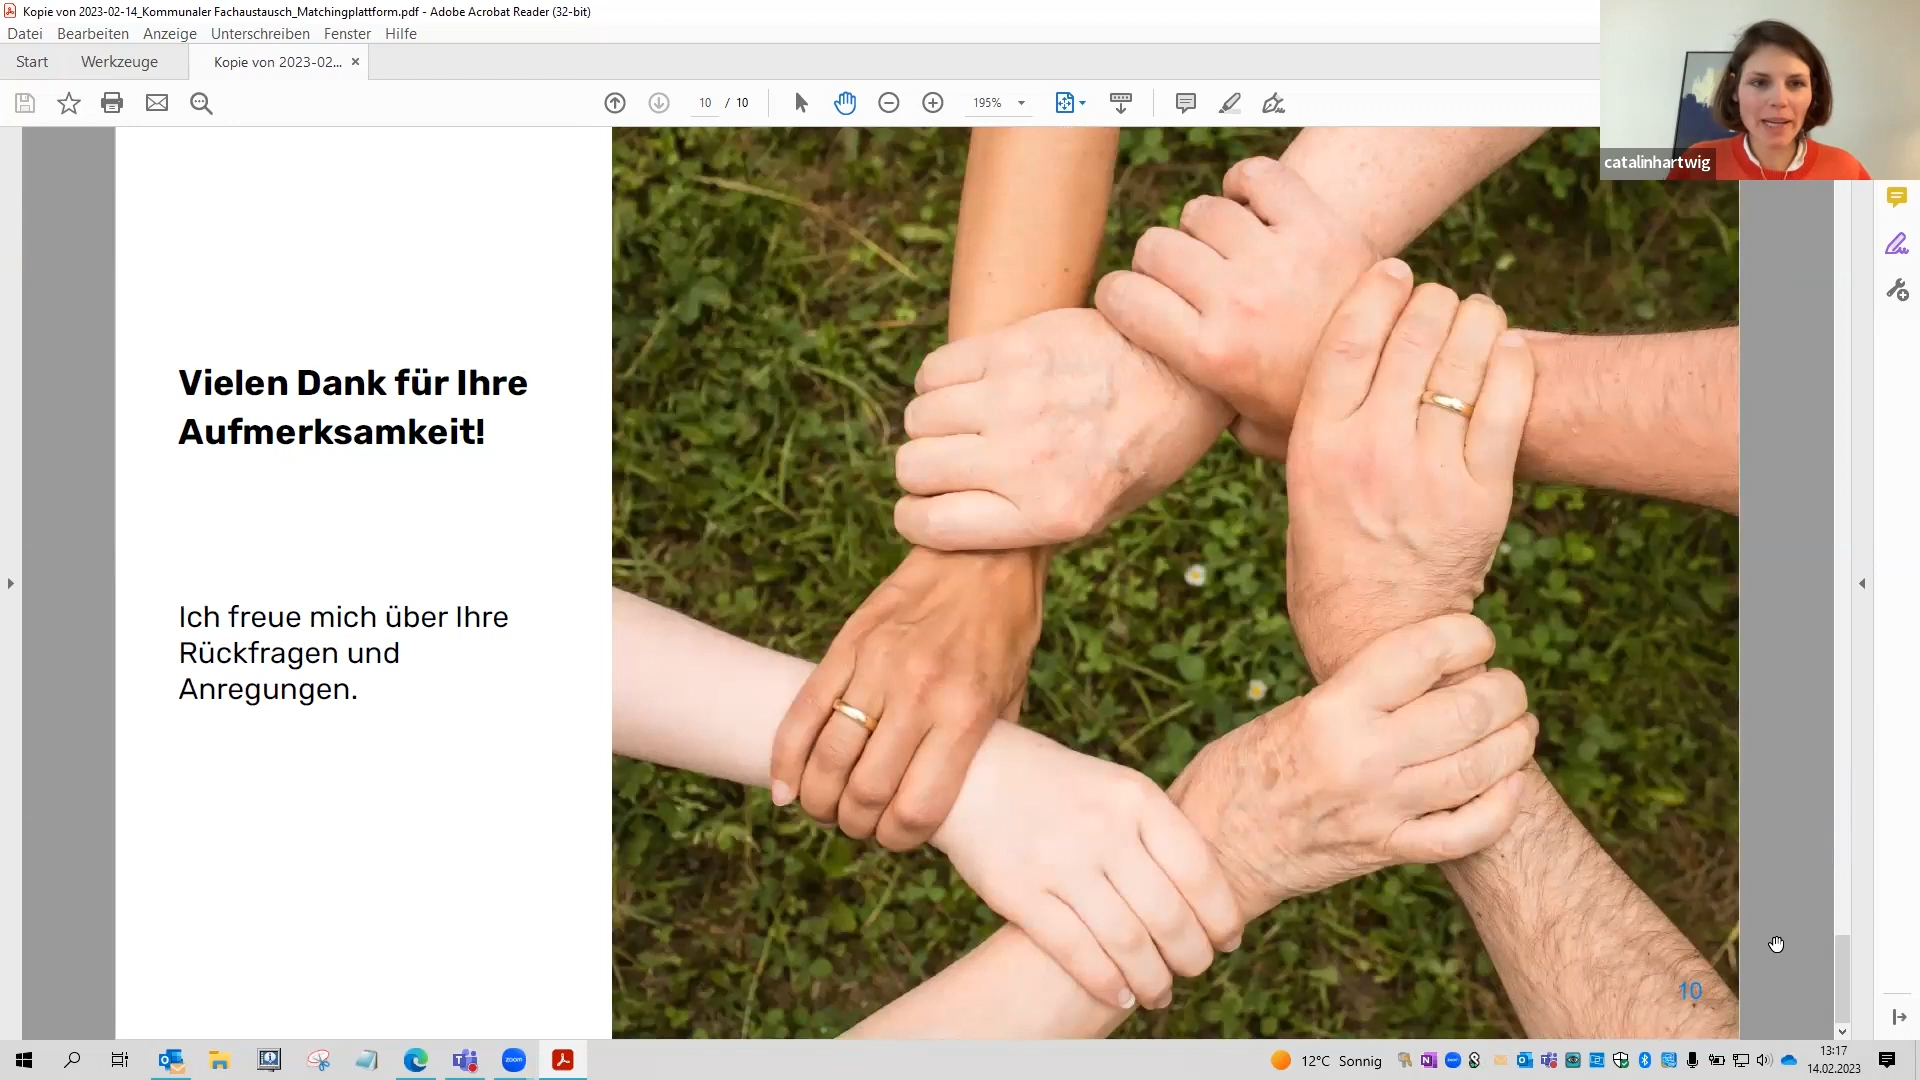 Kopie von 2023-02-14_Kommunaler Fachaustausch_Matchingplattform.pdf - Adobe Acrobat Reader (32-bit)
Datei Bearbeiten Anzeige Unterschreiben Fenster Hilfe
Start Werkzeuge Kopie von 2023-02... ×
10 / 10 195%
catalinhartwig
Vielen Dank für Ihre
Aufmerksamkeit!
Ich freue mich über Ihre
Rückfragen und
Anregungen.
10
12°C Sonnig
13:17
14.02.2023